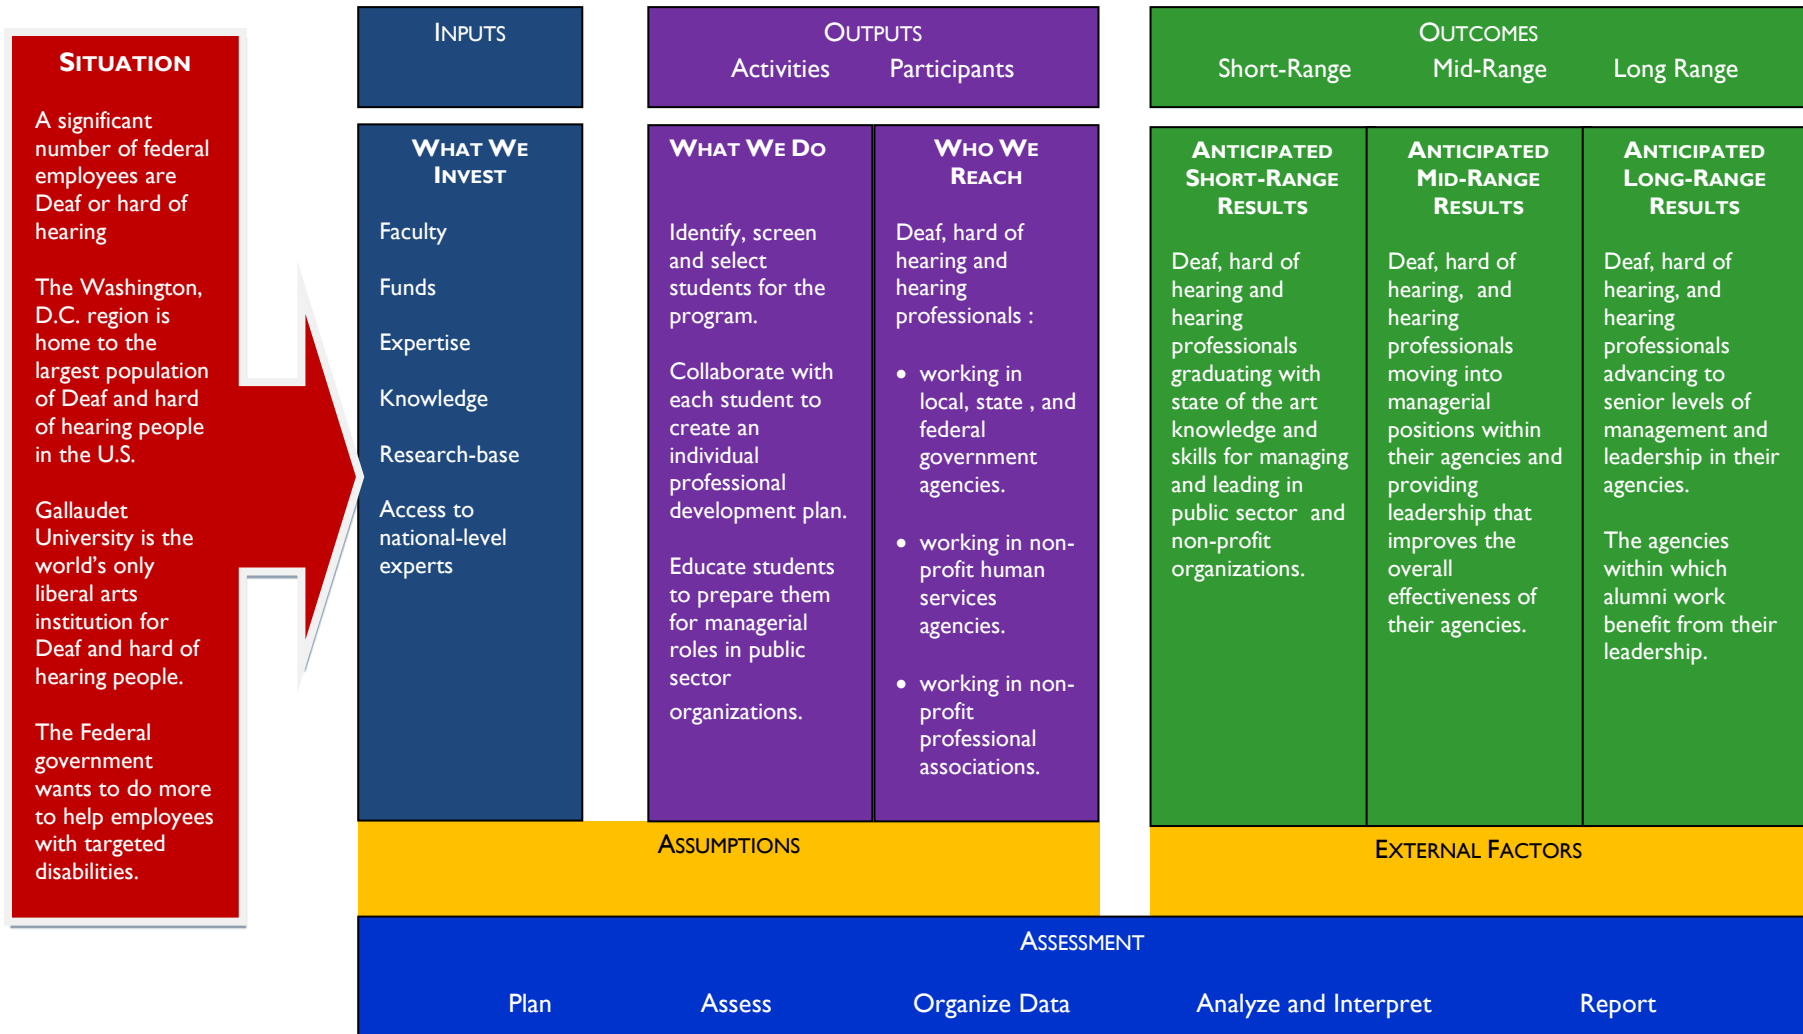 SITUATION
A significant
number of federal
employees are
Deaf or hard of
hearing
The Washington,
D.C. region is
home to the
largest population
of Deaf and hard
of hearing people
in the U.S.
Gallaudet
University is the
world's only
liberal arts
institution for
Deaf and hard of
hearing people.
The Federal
government
wants to do more
to help employees
with targeted
disabilities.
INPUTS
WHAT WE
INVEST
Faculty
Funds
Expertise
Knowledge
Research-base
Access to
national-level
experts
OUTPUTS
Activities Participants
WHAT WE DO
Identify, screen
and select
students for the
program.
Collaborate with
each student to
create an
individual
professional
development plan.
Educate students
to prepare them
for managerial
roles in public
sector
organizations.
WHO WE
REACH
Deaf, hard of
hearing and
hearing
professionals :
• working in
local, state , and
federal
government
agencies.
• working in non-
profit human
services
agencies.
• working in non-
profit
professional
associations.
OUTCOMES
Short-Range Mid-Range Long Range
ANTICIPATED
SHORT-RANGE
RESULTS
Deaf, hard of
hearing and
hearing
professionals
graduating with
state of the art
knowledge and
skills for managing
and leading in
public sector and
non-profit
organizations.
ANTICIPATED
MID-RANGE
RESULTS
Deaf, hard of
hearing, and
hearing
professionals
moving into
managerial
positions within
their agencies and
providing
leadership that
improves the
overall
effectiveness of
their agencies.
ANTICIPATED
LONG-RANGE
RESULTS
Deaf, hard of
hearing, and
hearing
professionals
advancing to
senior levels of
management and
leadership in their
agencies.
The agencies
within which
alumni work
benefit from their
leadership.
ASSUMPTIONS
EXTERNAL FACTORS
ASSESSMENT
Plan Assess Organize Data Analyze and Interpret Report